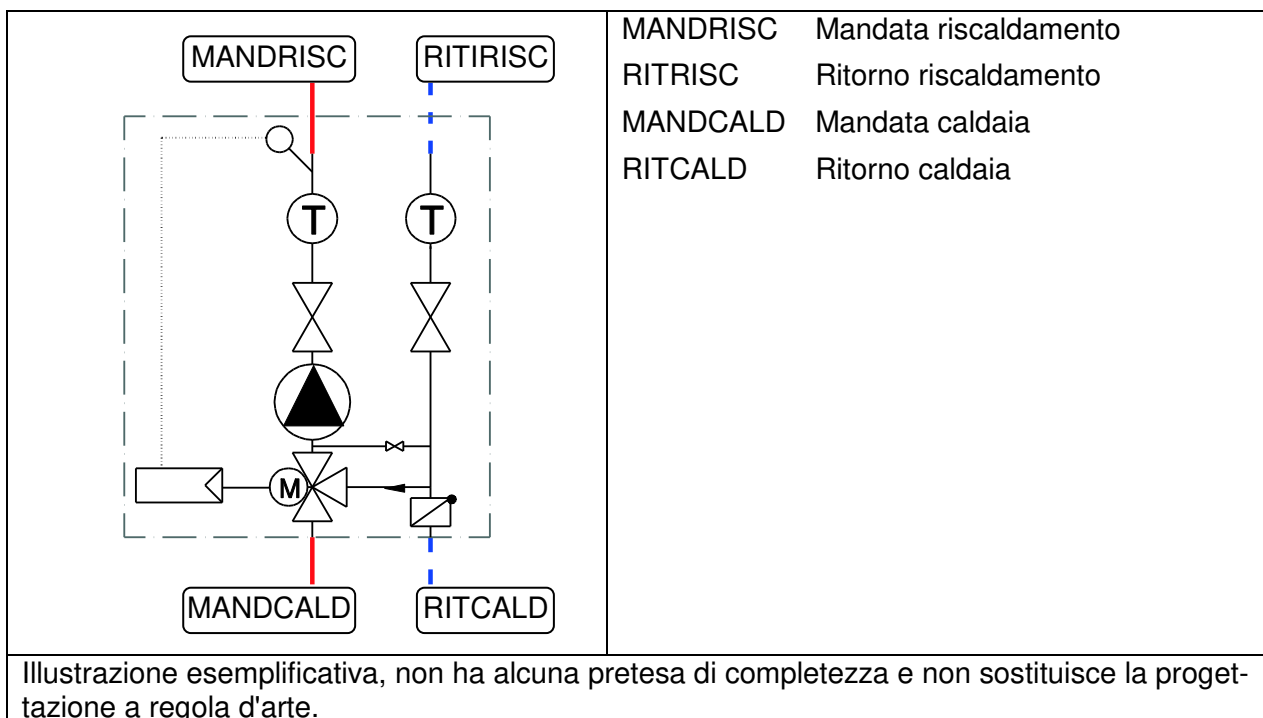 MANDRISC RITIRISC
T T
M
MANDCALD RITCALD
MANDRISC Mandata riscaldamento
RITRISC Ritorno riscaldamento
MANDCALD Mandata caldaia
RITCALD Ritorno caldaia
Illustrazione esemplificativa, non ha alcuna pretesa di completezza e non sostituisce la proget-
tazione a regola d'arte.